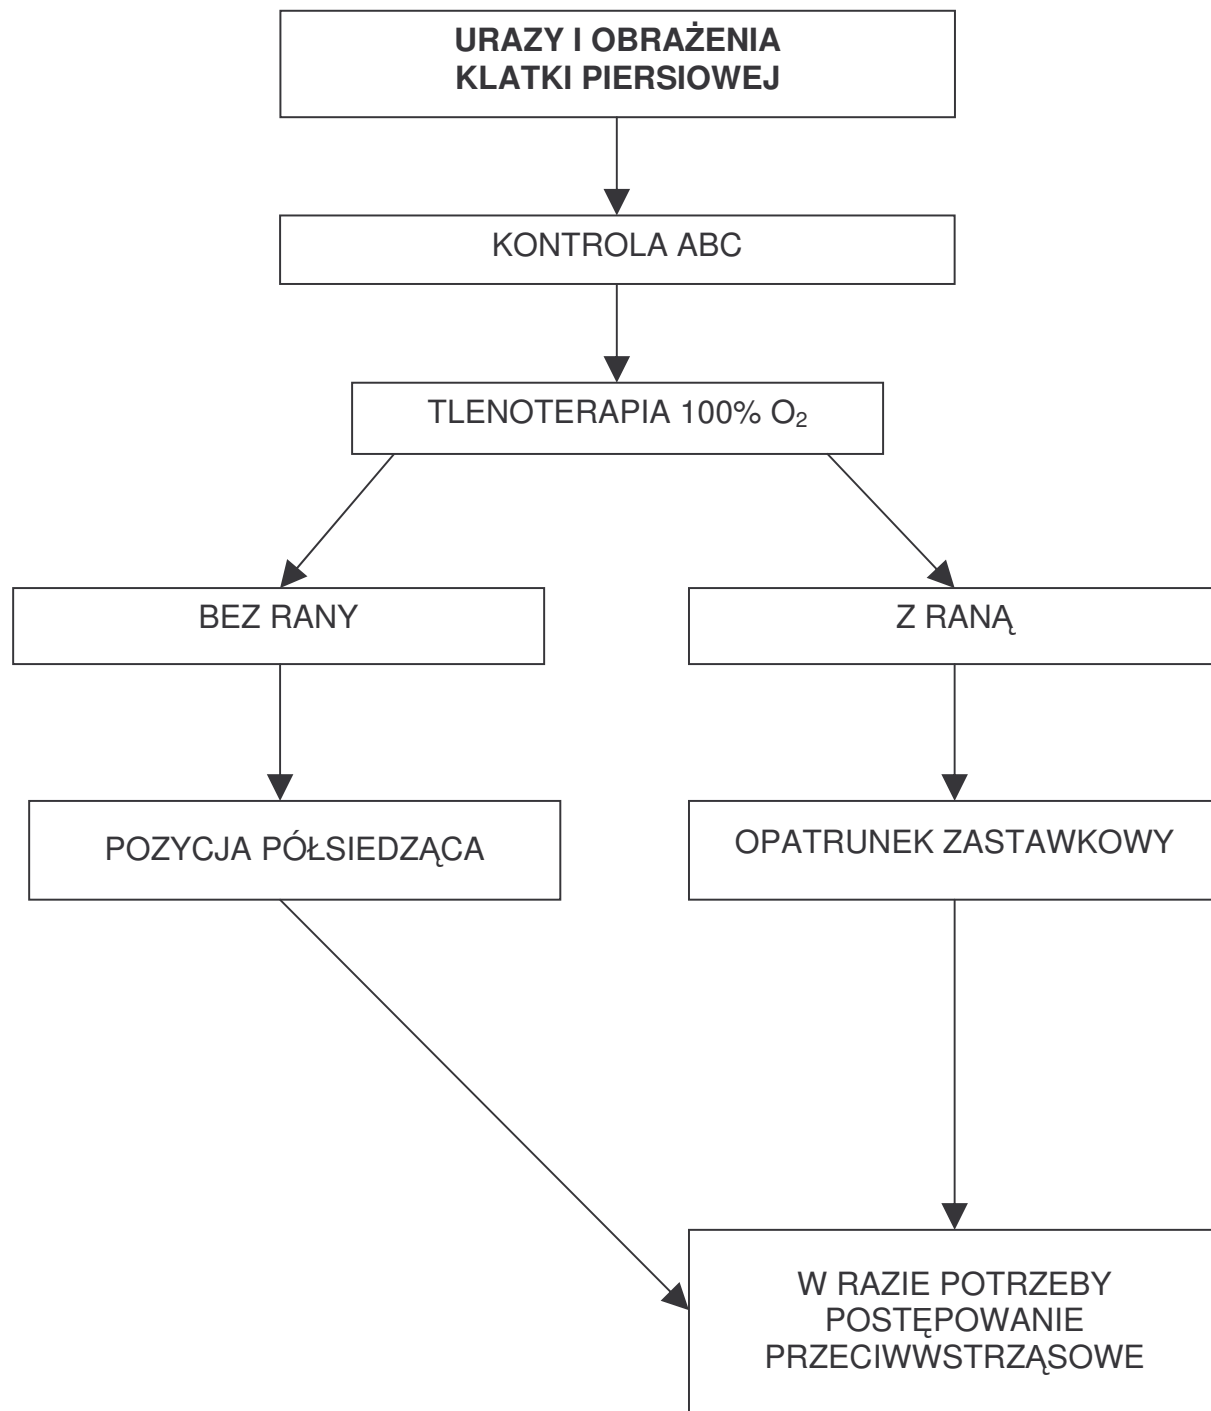 URAZY I OBRAŻENIA
KLATKI PIERSIOWEJ
KONTROLA ABC
TLENOTERAPIA 100% O₂
BEZ RANY
Z RANĄ
POZYCJA PÓŁSIEDZĄCA
OPATRUNEK ZASTAWKOWY
W RAZIE POTRZEBY
POSTĘPOWANIE
PRZECIWWSTRZĄSOWE